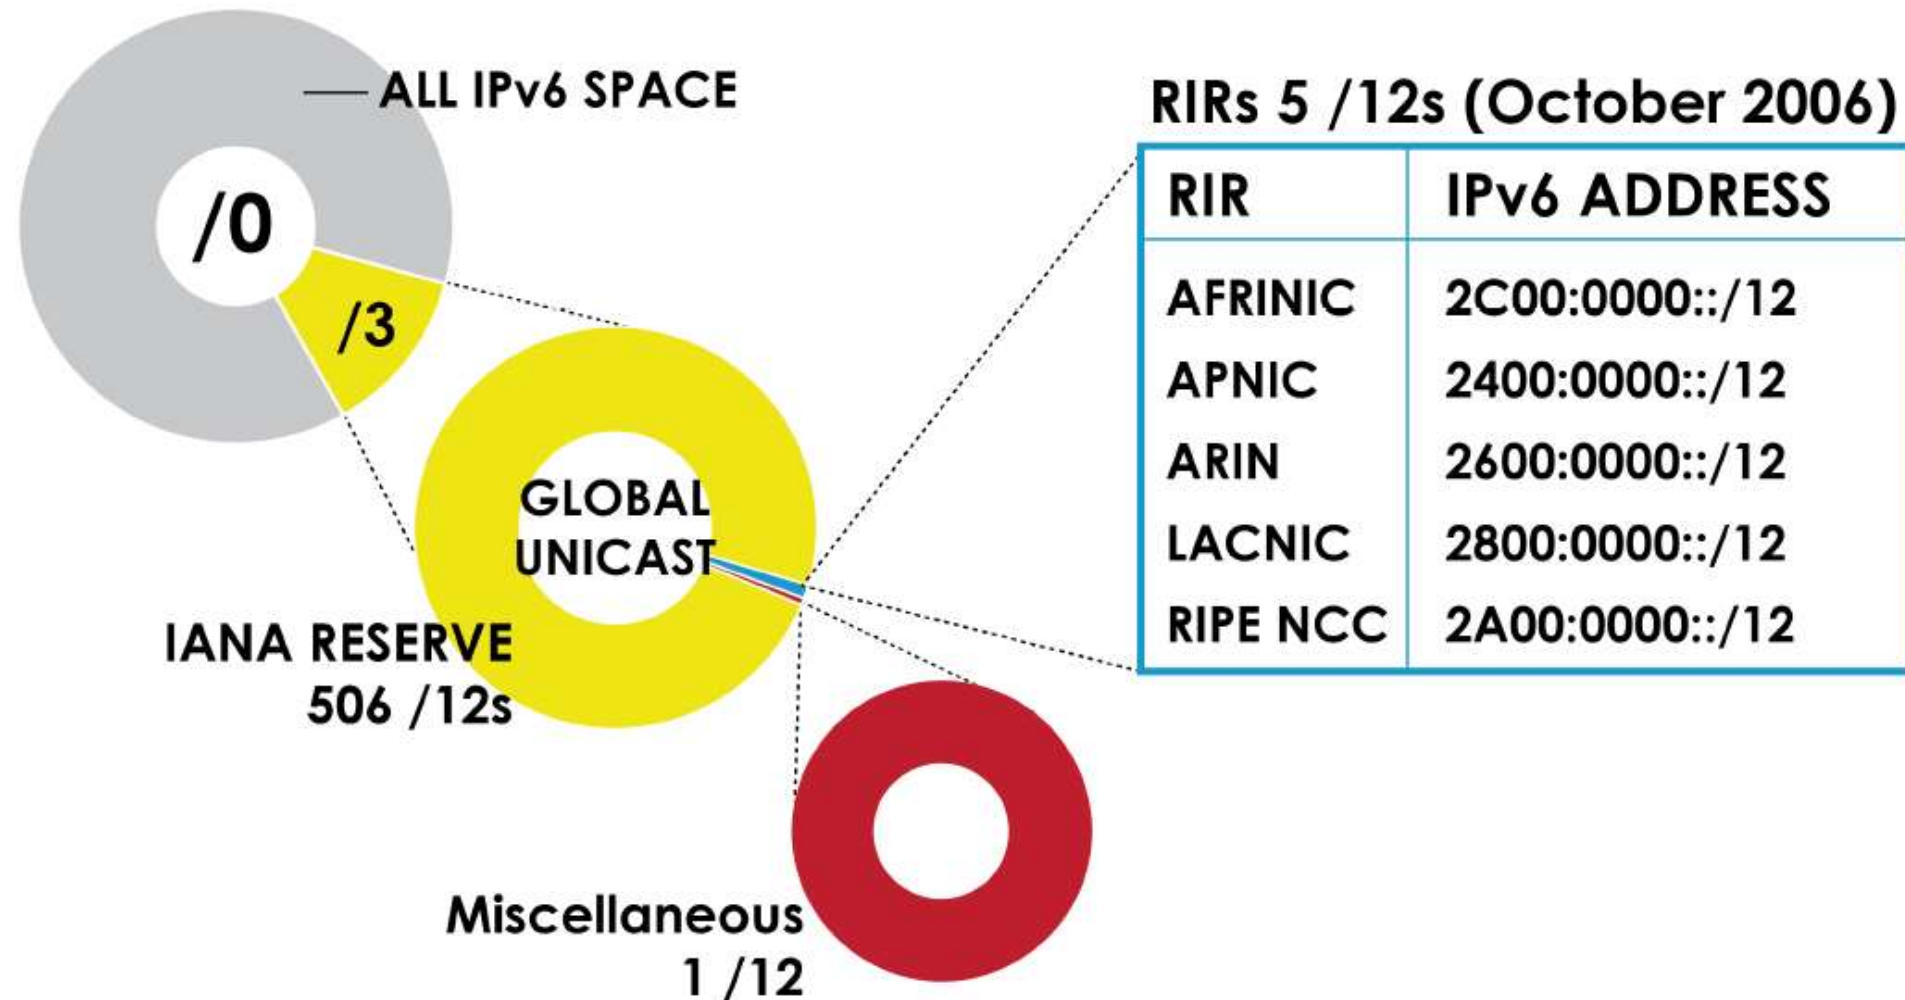 ALL IPv6 SPACE
/0
/3
GLOBAL
UNICAST
IANA RESERVE
506 /12s
Miscellaneous
1 /12
RIRs 5 /12s (October 2006)
RIR IPv6 ADDRESS
AFRINIC 2C00:0000::/12
APNIC 2400:0000::/12
ARIN 2600:0000::/12
LACNIC 2800:0000::/12
RIPE NCC 2A00:0000::/12